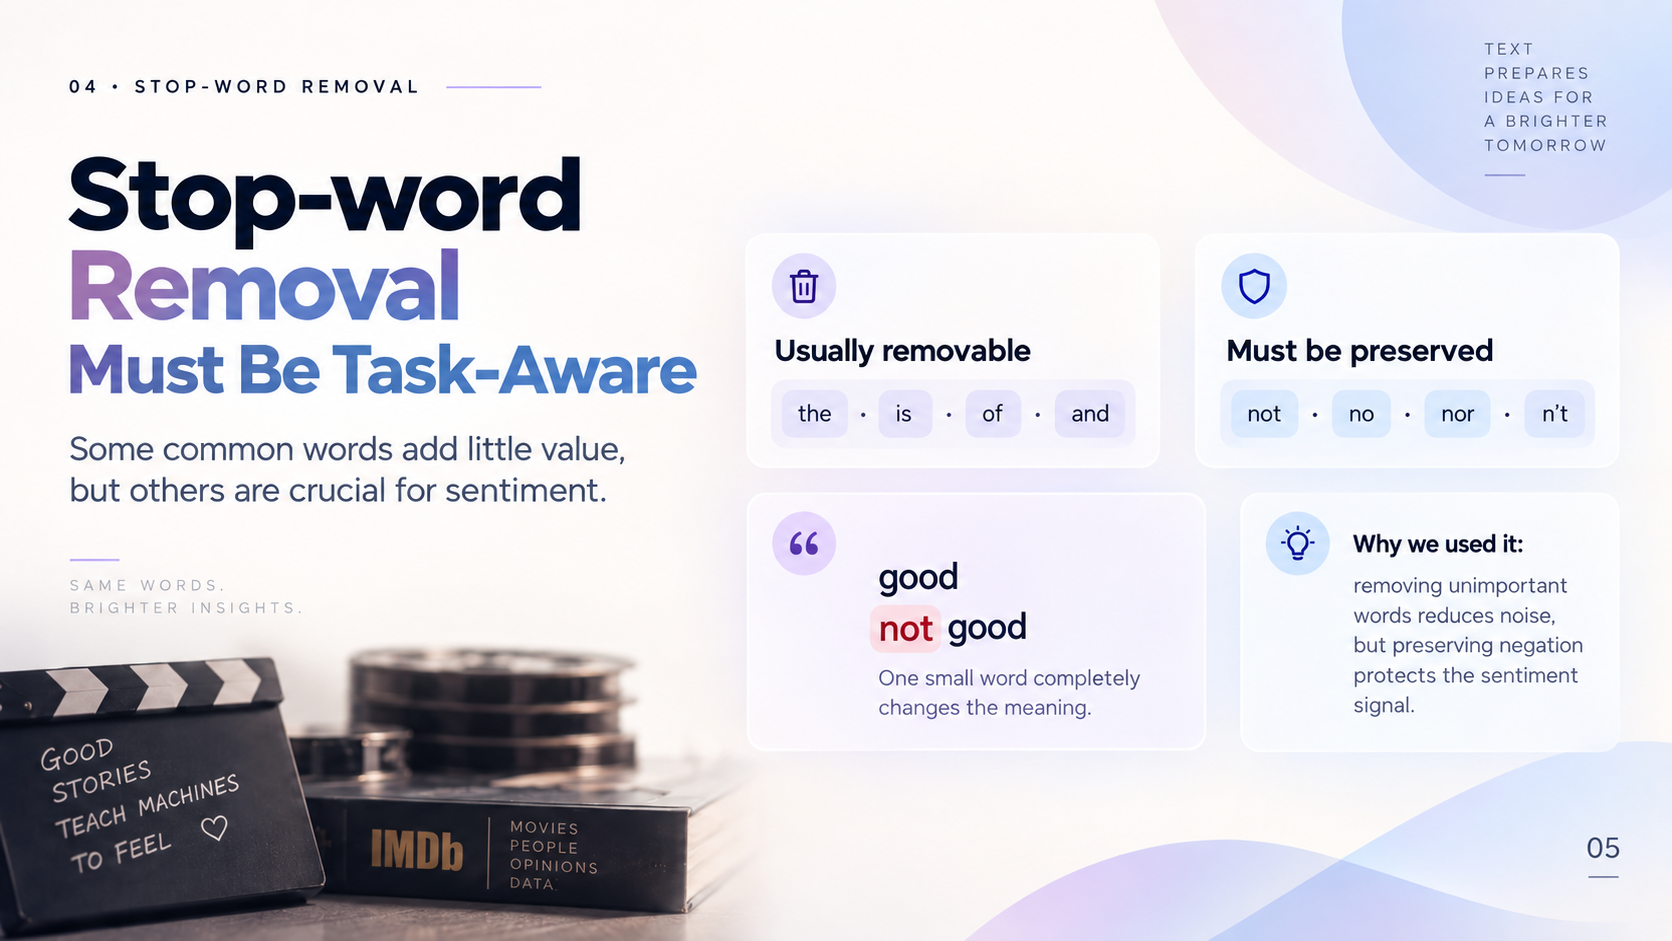 04 • STOP-WORD REMOVAL
TEXT
PREPARES
IDEAS FOR
A BRIGHTER
TOMORROW
Stop-word
Removal
Must Be Task-Aware
Some common words add little value,
but others are crucial for sentiment.
SAME WORDS.
BRIGHTER INSIGHTS.
Usually removable
the • is • of • and
Must be preserved
not • no • nor • n’t
“
good
not good
One small word completely
changes the meaning.
Why we used it:
removing unimportant
words reduces noise,
but preserving negation
protects the sentiment
signal.
GOOD
STORIES
TEACH MACHINES
TO FEEL ♡
IMDb
MOVIES
PEOPLE
OPINIONS
DATA.
05